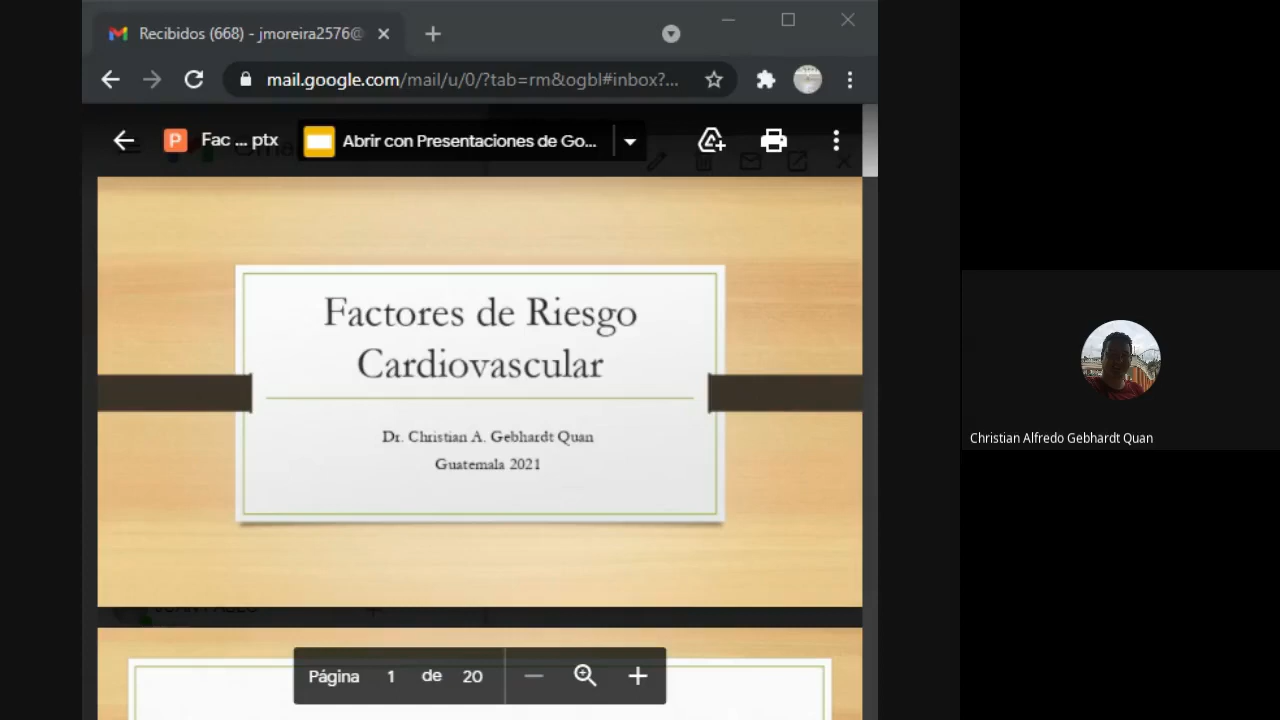 Recibidos (668) - jmoreira2576@
mail.google.com/mail/u/0/?tab=rm&ogbl#inbox?...
Fac ... ptx
Abrir con Presentaciones de Go...
Factores de Riesgo
Cardiovascular
Dr. Christian A. Gebhardt Quan
Guatemala 2021
Christian Alfredo Gebhardt Quan
Página 1 de 20